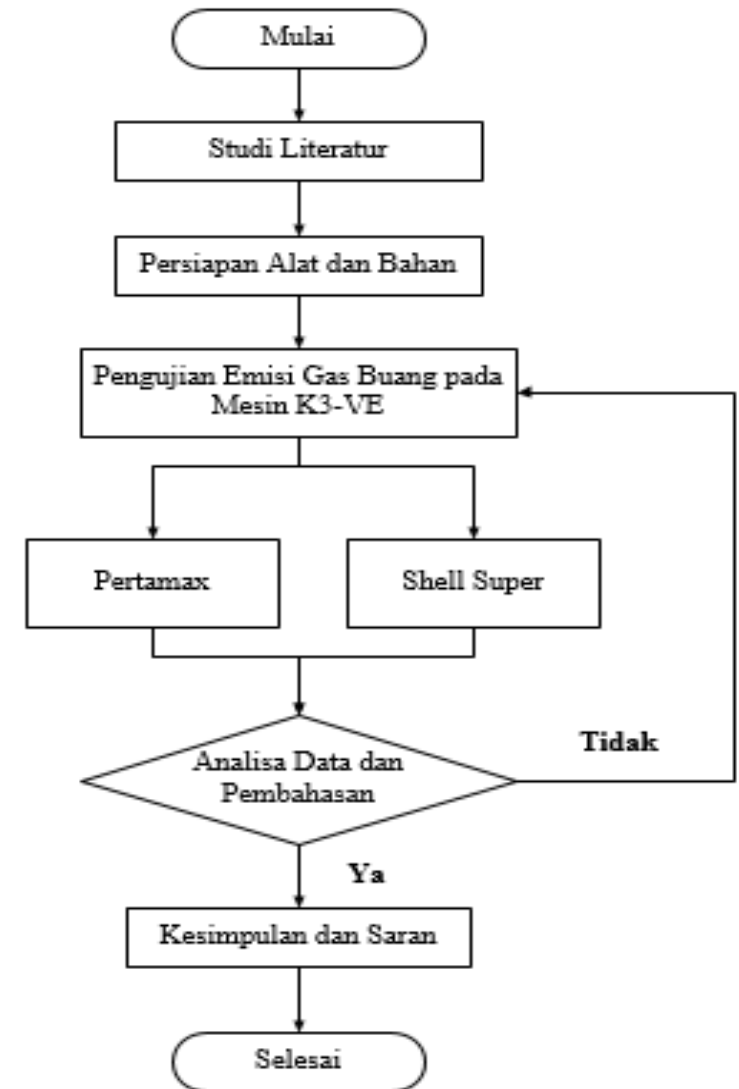 Mulai
Studi Literatur
Persiapan Alat dan Bahan
Pengujian Emisi Gas Buang pada
Mesin K3-VE
Pertamax
Shell Super
Analisa Data dan
Pembahasan
Tidak
Ya
Kesimpulan dan Saran
Selesai